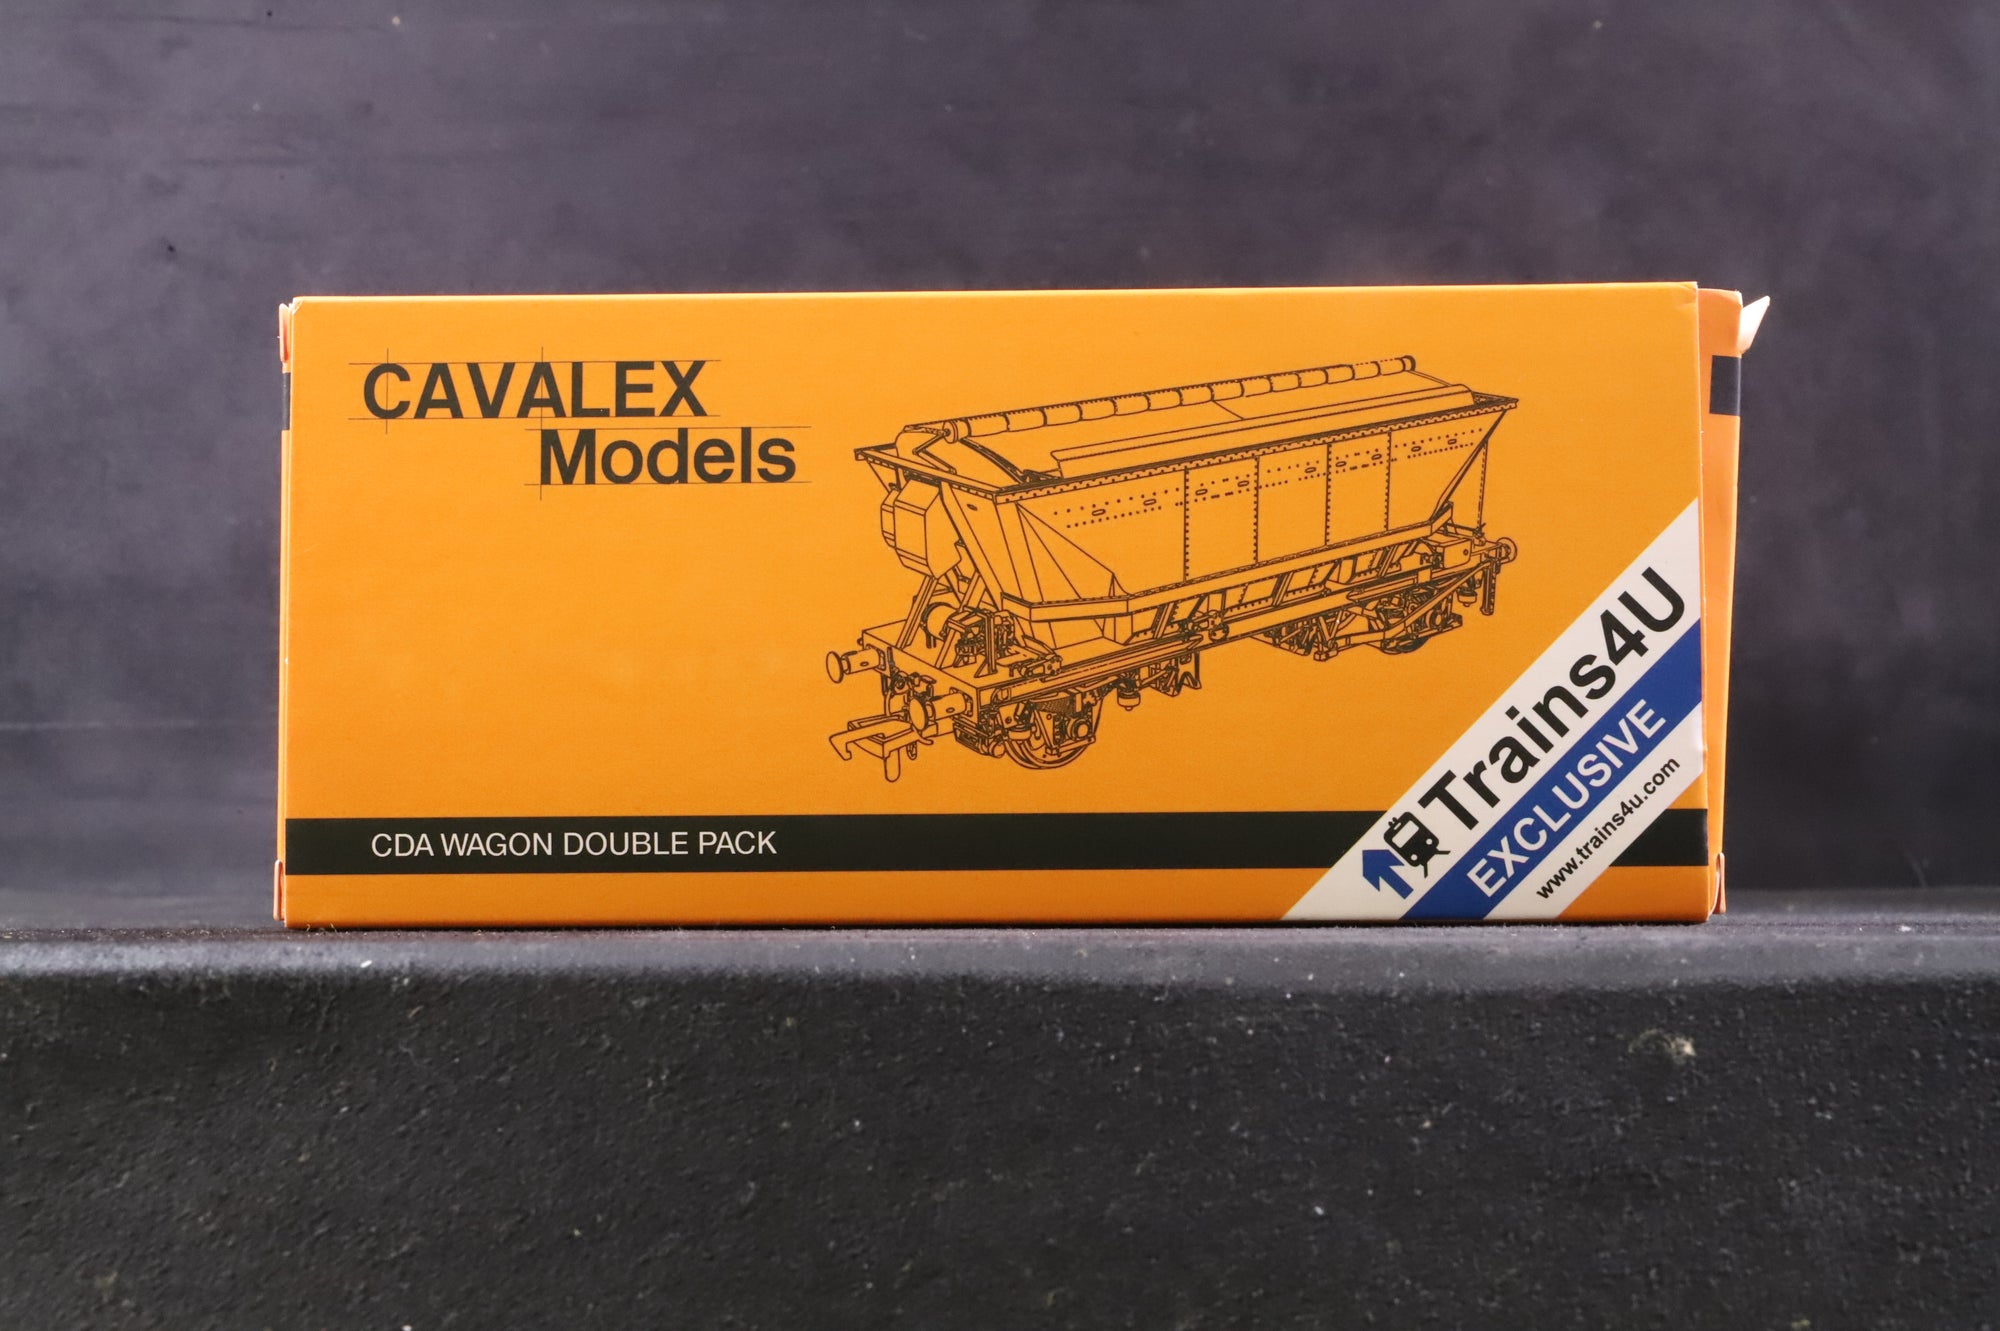 CAVALEX
Models
CDA WAGON DOUBLE PACK
Trains4U
EXCLUSIVE
www.trains4u.com